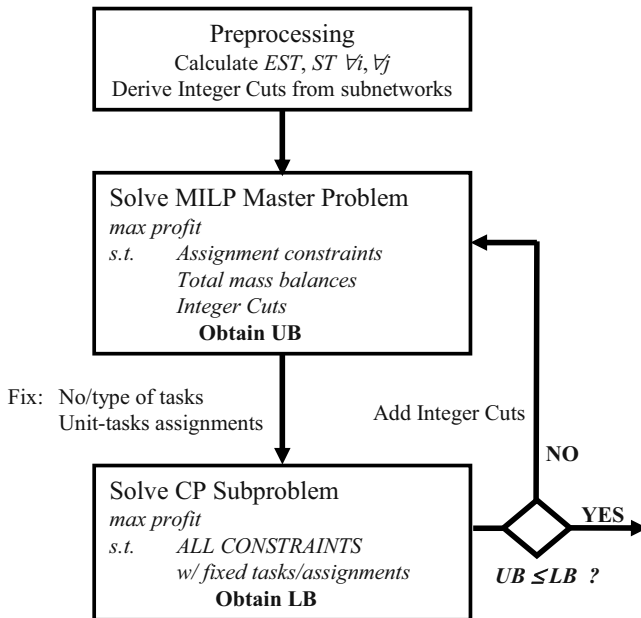 Preprocessing
Calculate EST, ST ∀i, ∀j
Derive Integer Cuts from subnetworks
Solve MILP Master Problem
max profit
s.t. Assignment constraints
Total mass balances
Integer Cuts
Obtain UB
Fix: No/type of tasks
Unit-tasks assignments
Add Integer Cuts
NO
Solve CP Subproblem
max profit
s.t. ALL CONSTRAINTS
w/ fixed tasks/assignments
Obtain LB
YES
UB ≤ LB ?